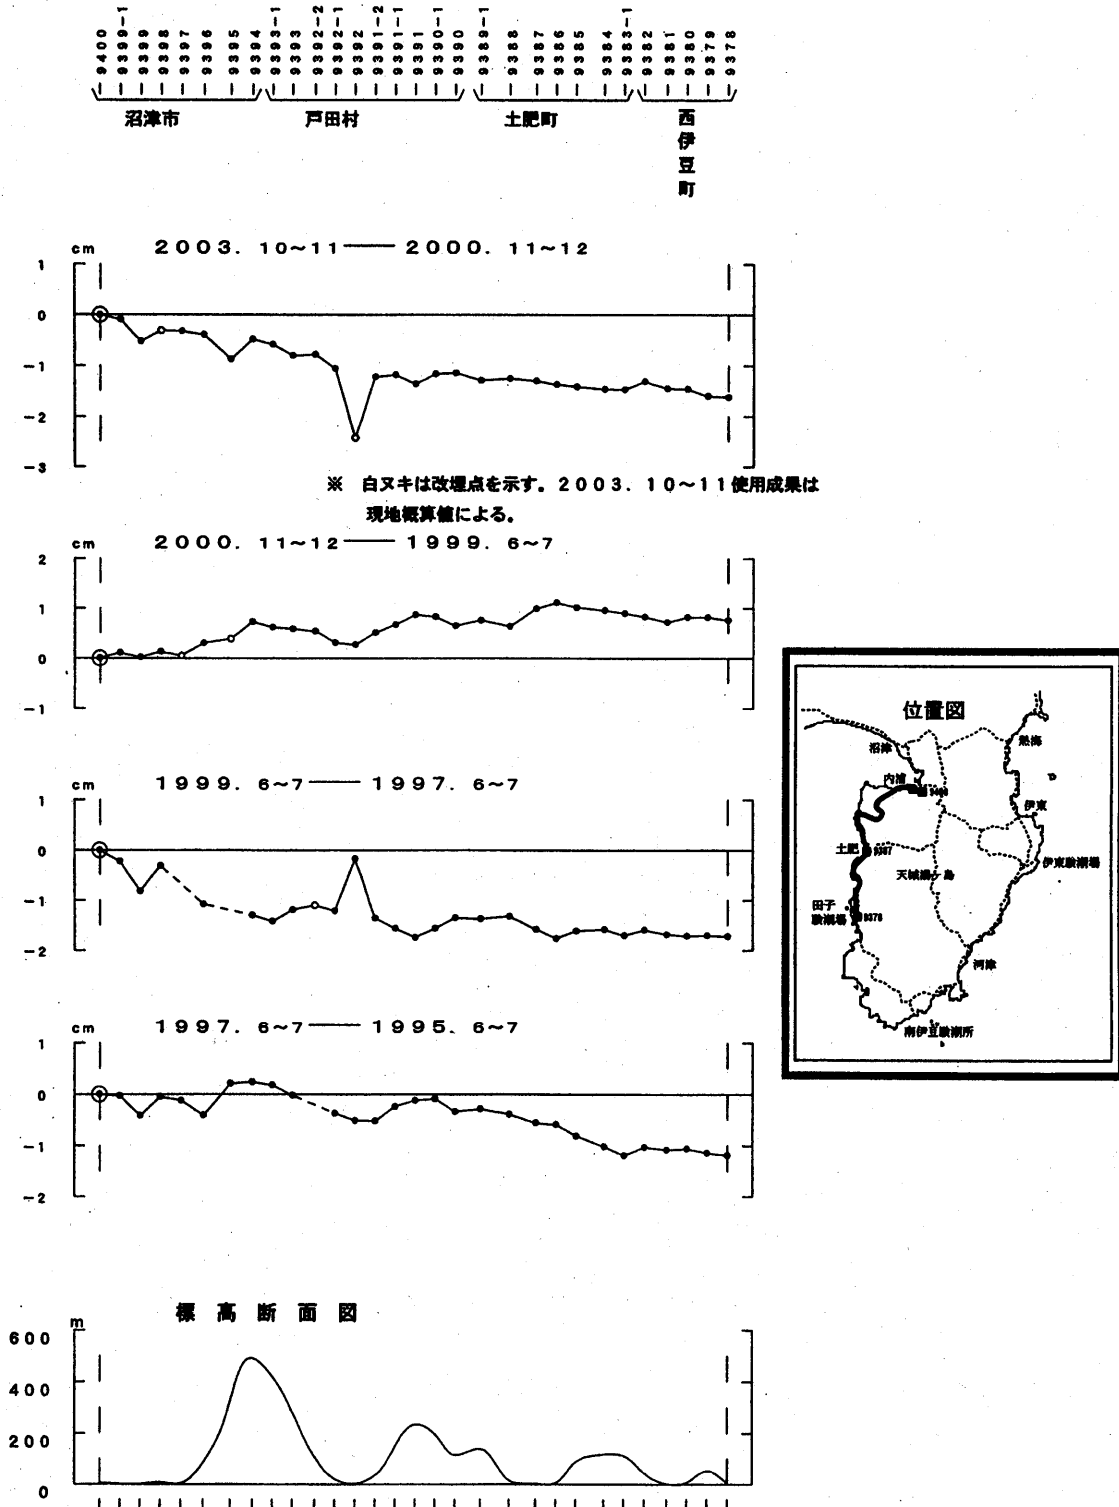 9400 9399-1 9399 9398 9397 9396 9395 9394 9393-1 9393 9392-2 9392-1 9392 9391-2 9391-1 9391 9390-1 9390 9389-1 9388 9387 9386 9385 9384 9383-1 9382 9381 9380 9379 9378
沼津市 戸田村 土肥町 西伊豆町
cm 2003. 10~11 —— 2000. 11~12
1
0
-1
-2
-3
※ 白ヌキは改埋点を示す。2003. 10~11使用成果は
現地概算値による。
cm 2000. 11~12 —— 1999. 6~7
2
1
0
-1
cm 1999. 6~7 —— 1997. 6~7
1
0
-1
-2
cm 1997. 6~7 —— 1995. 6~7
1
0
-1
-2
標高断面図
m
600
400
200
0
位置図
沼津
熱海
内浦
9400
伊東
土肥
9387
伊東験潮場
天城湯ヶ島
田子
験潮場
9378
河津
南伊豆験潮所